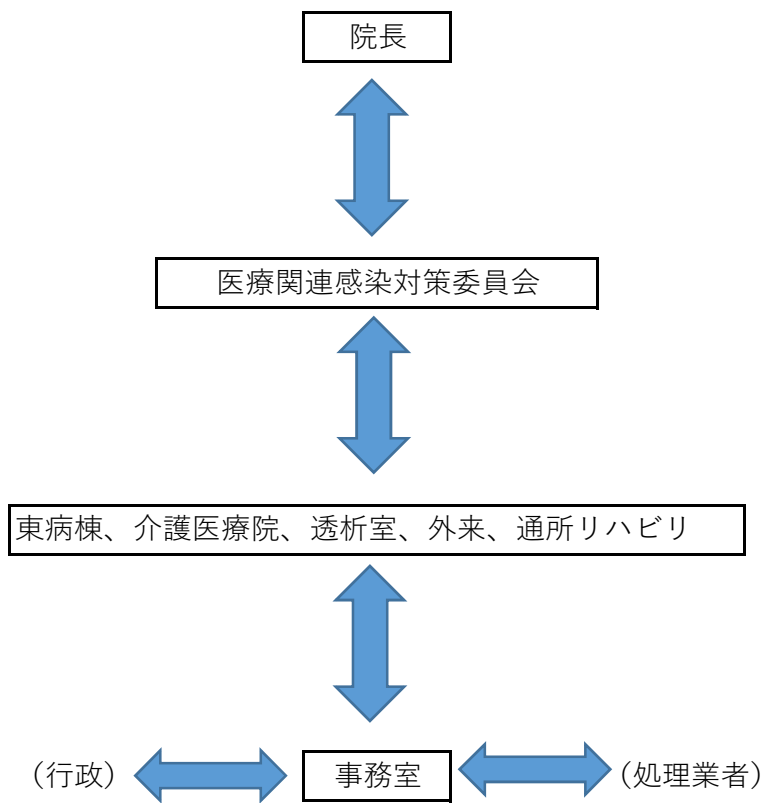 院長
医療関連感染対策委員会
東病棟、介護医療院、透析室、外来、通所リハビリ
（行政）
事務室
（処理業者）